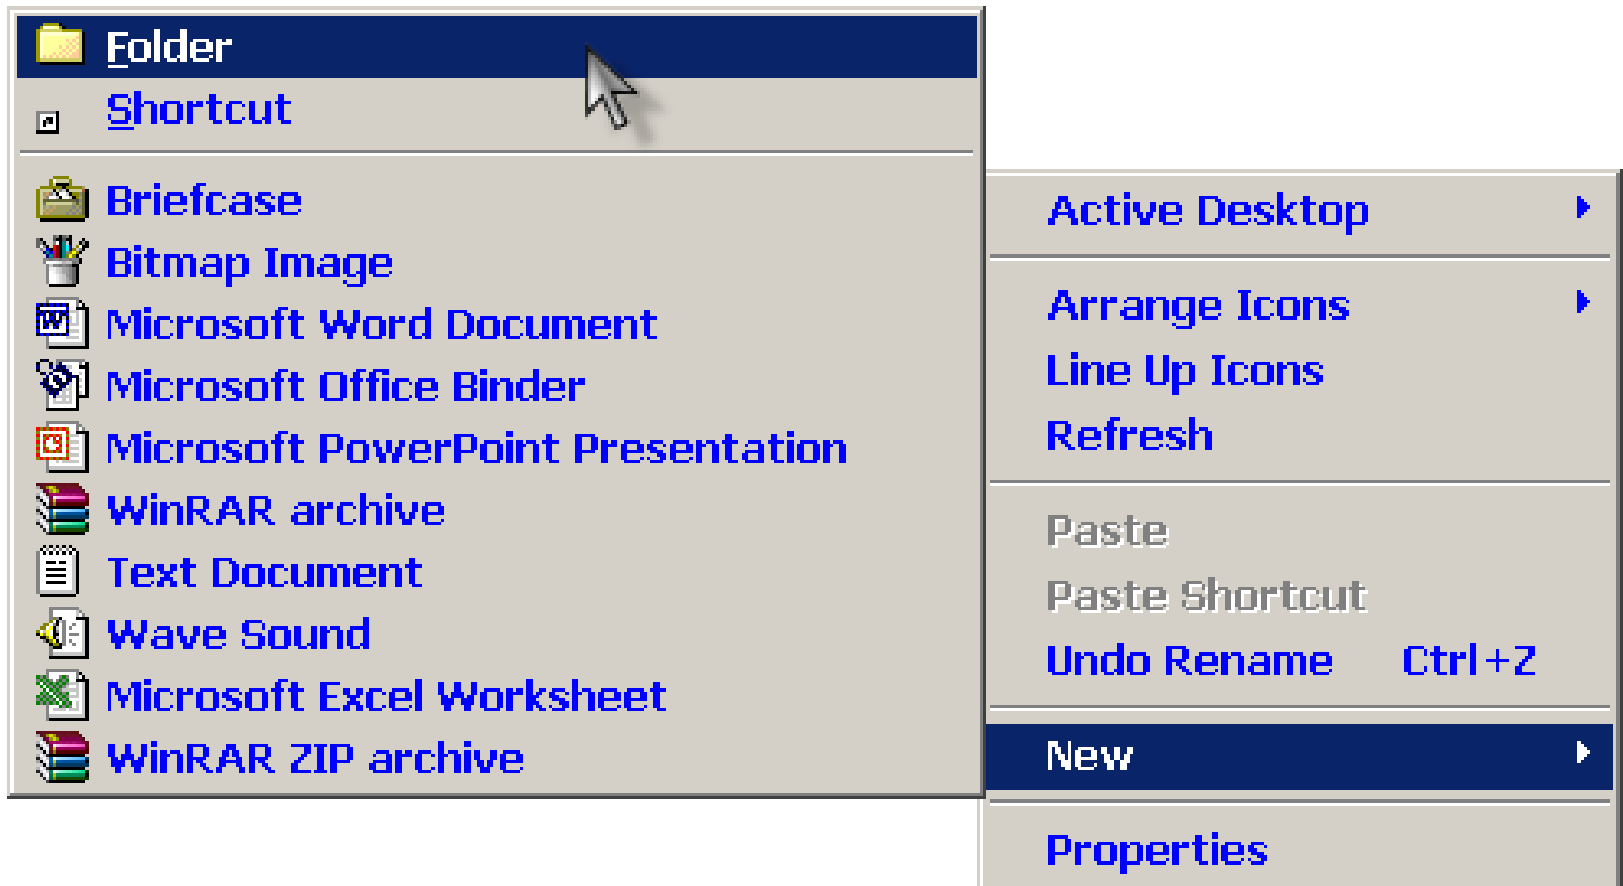 Folder
Shortcut
Briefcase
Bitmap Image
Microsoft Word Document
Microsoft Office Binder
Microsoft PowerPoint Presentation
WinRAR archive
Text Document
Wave Sound
Microsoft Excel Worksheet
WinRAR ZIP archive
Active Desktop
Arrange Icons
Line Up Icons
Refresh
Paste
Paste Shortcut
Undo Rename Ctrl+Z
New
Properties